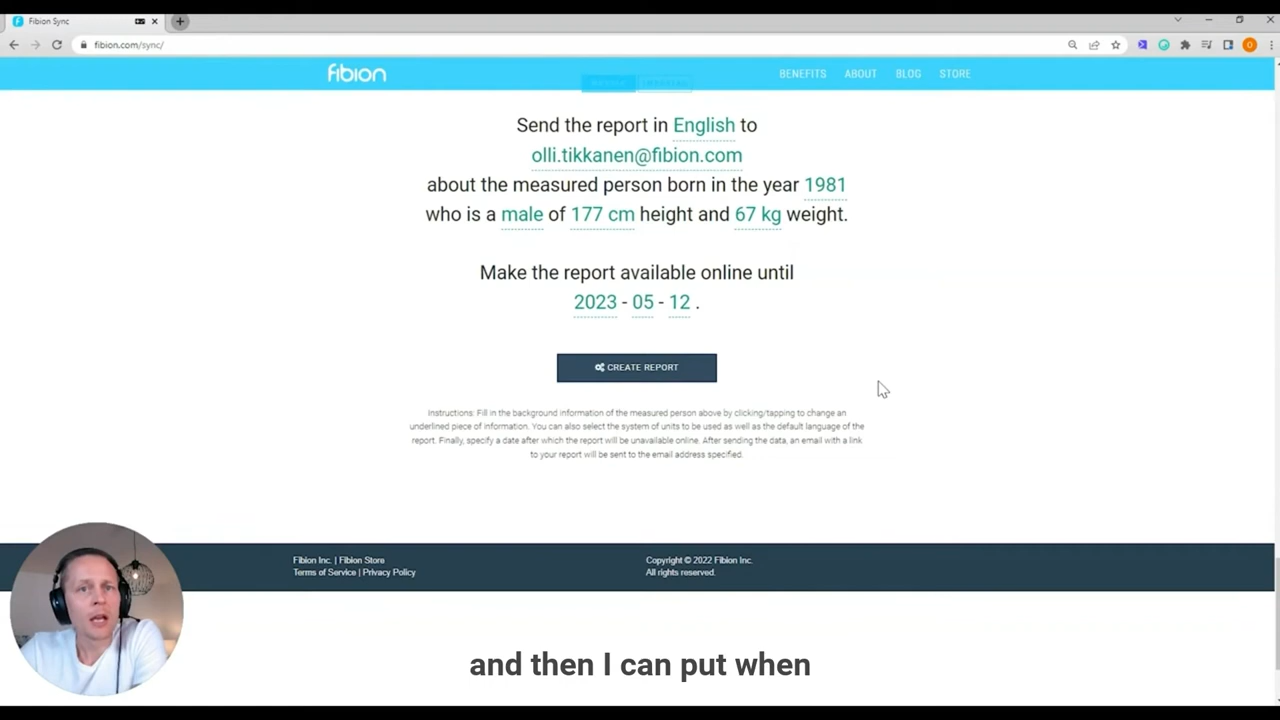 Fibion Sync
fibion.com/sync/
fibion
BENEFITS ABOUT BLOG STORE
Send the report in English to
olli.tikkanen@fibion.com
about the measured person born in the year 1981
who is a male of 177 cm height and 67 kg weight.
Make the report available online until
2023 - 05 - 12 .
CREATE REPORT
Instructions: Fill in the background information of the measured person above by clicking/tapping to change an
underlined piece of information. You can also select the system of units to be used as well as the default language of the
report. Finally, specify a date after which the report will be unavailable online. After sending the data, an email with a link
to your report will be sent to the email address specified.
Fibion Inc. | Fibion Store
Terms of Service | Privacy Policy
Copyright © 2022 Fibion Inc.
All rights reserved.
and then I can put when